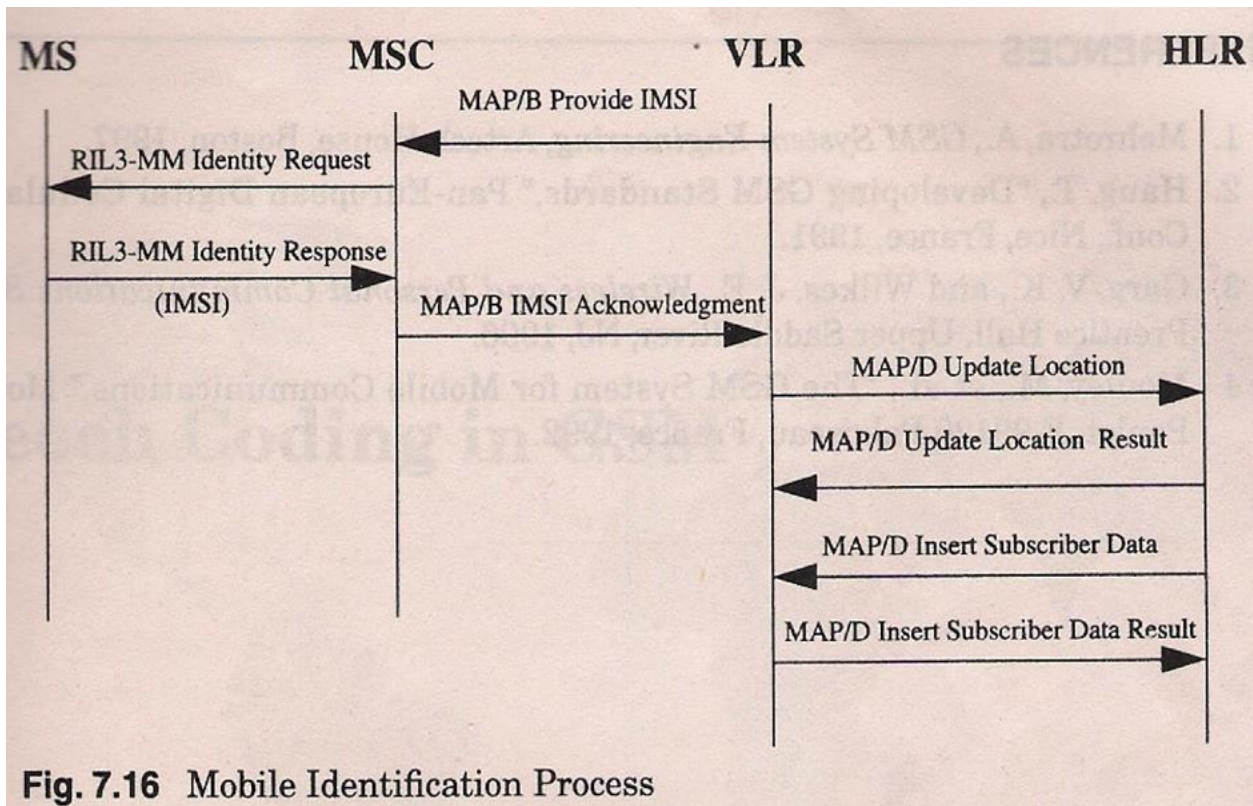 MS MSC VLR HLR
MAP/B Provide IMSI
RIL3-MM Identity Request
RIL3-MM Identity Response
(IMSI)
MAP/B IMSI Acknowledgment
MAP/D Update Location
MAP/D Update Location Result
MAP/D Insert Subscriber Data
MAP/D Insert Subscriber Data Result
Fig. 7.16 Mobile Identification Process